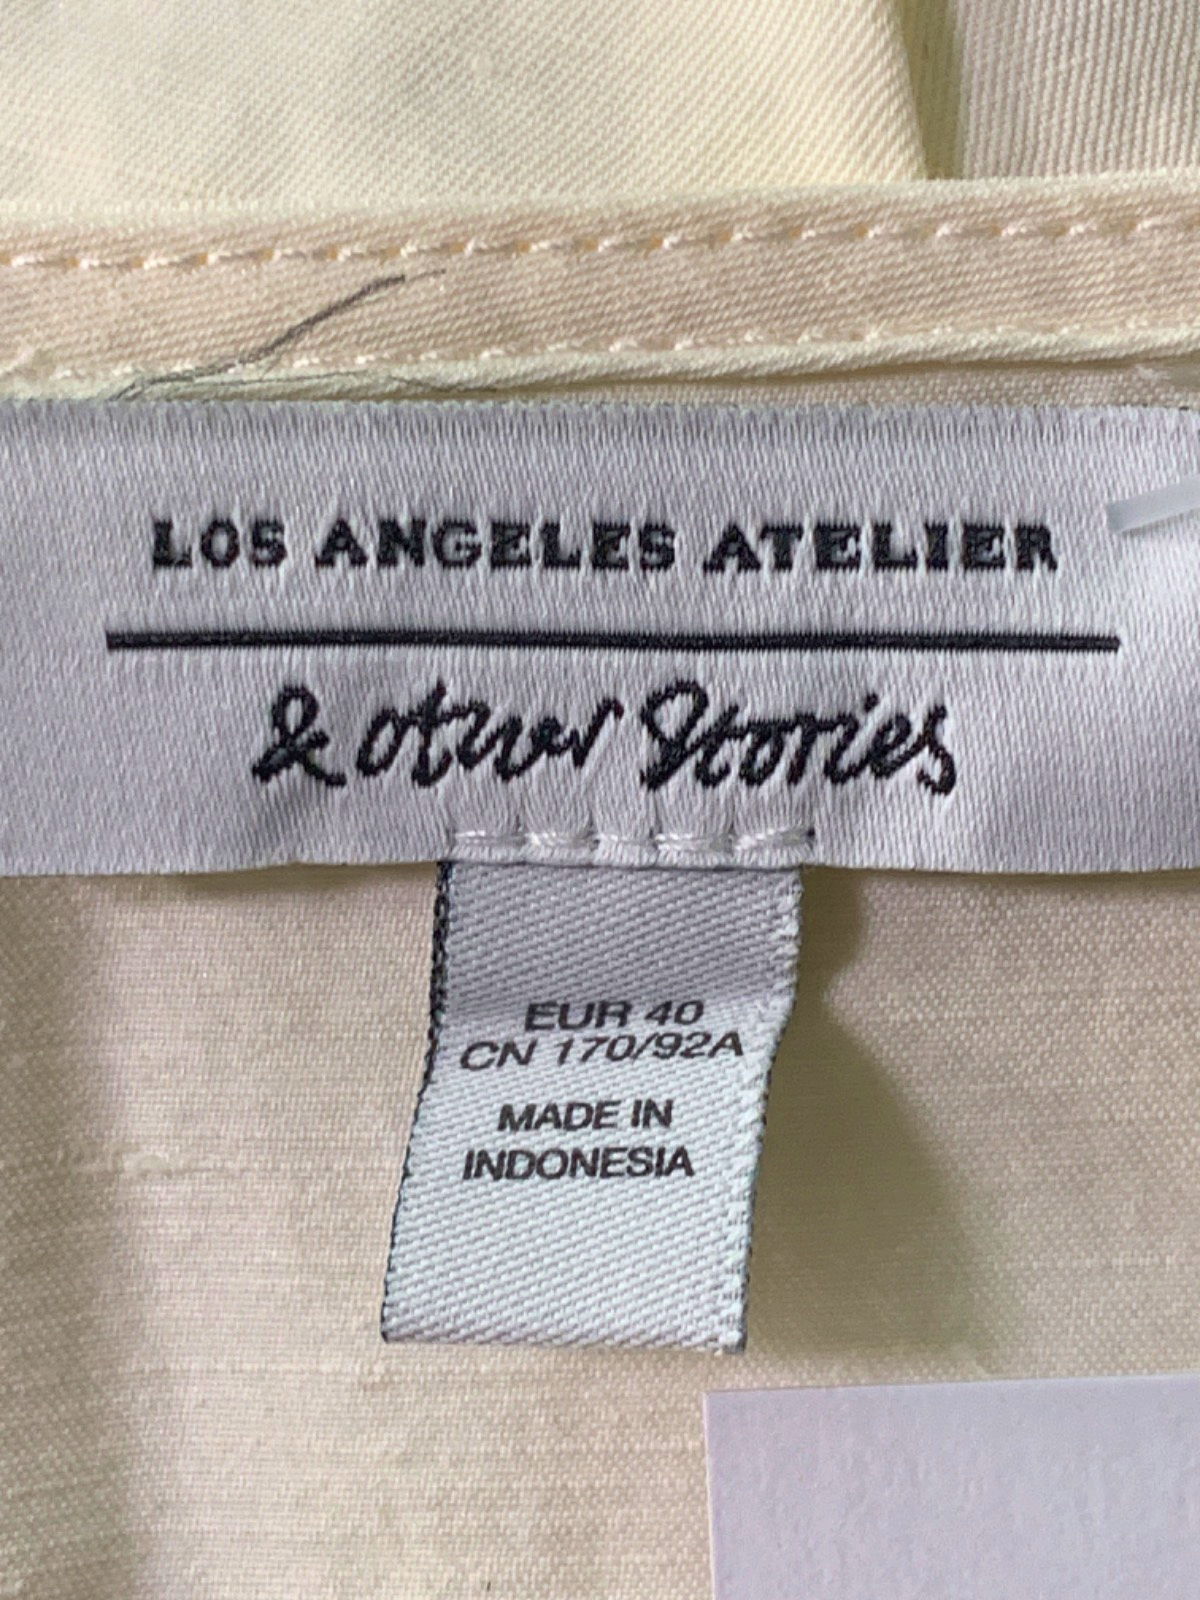 LOS ANGELES ATELIER
& other Stories
EUR 40
CN 170/92A
MADE IN
INDONESIA